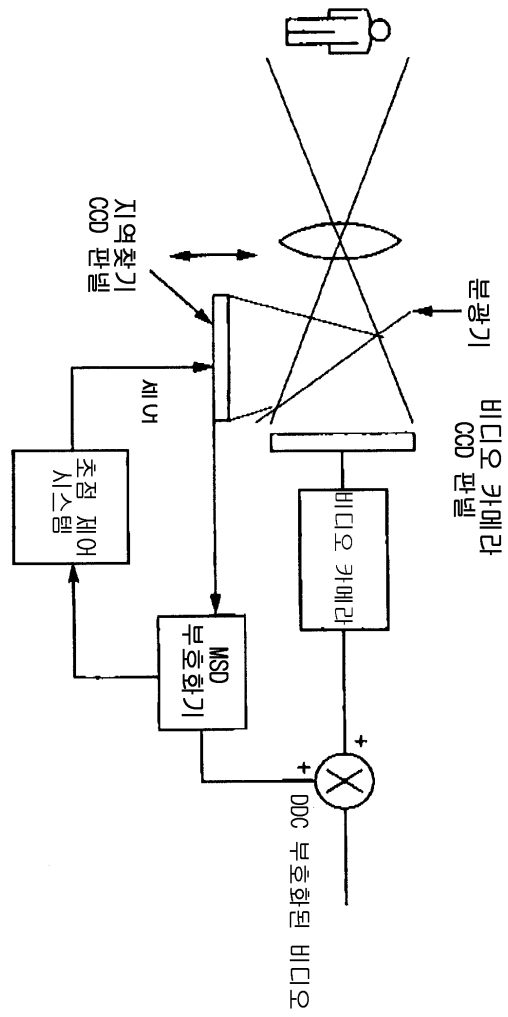 분광기
비디오 카메라
CCD 판넬
비디오 카메라
+
+
DDC 부호화된 비디오
MSD
부호화기
지역찾기
CCD 판넬
제어
초점 제어
시스템